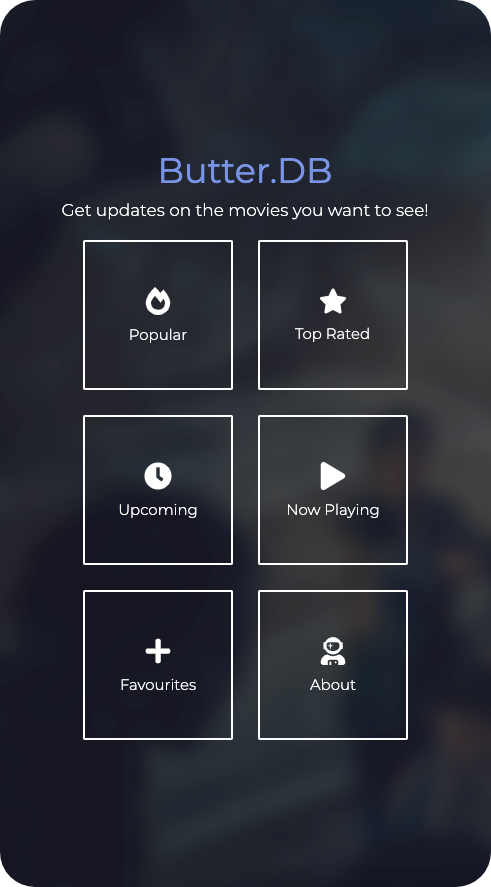 Butter.DB
Get updates on the movies you want to see!
Popular
Top Rated
Upcoming
Now Playing
Favourites
About